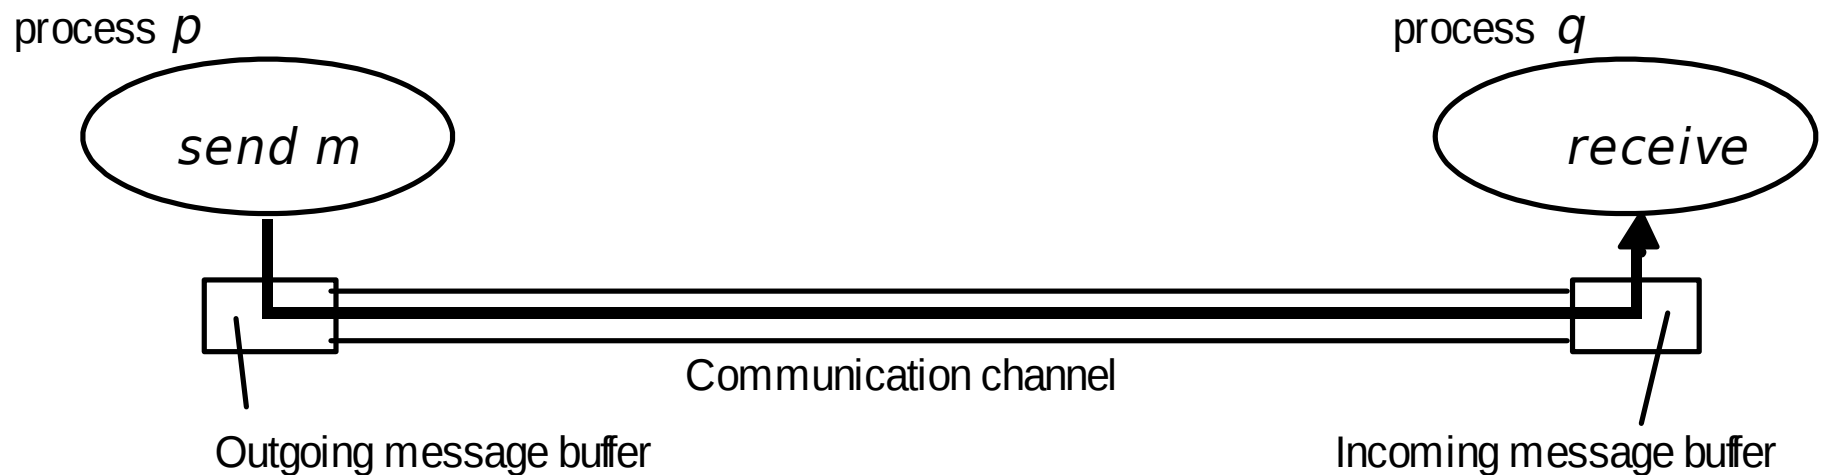 process p
process q
send m
receive
Communication channel
Outgoing message buffer
Incoming message buffer